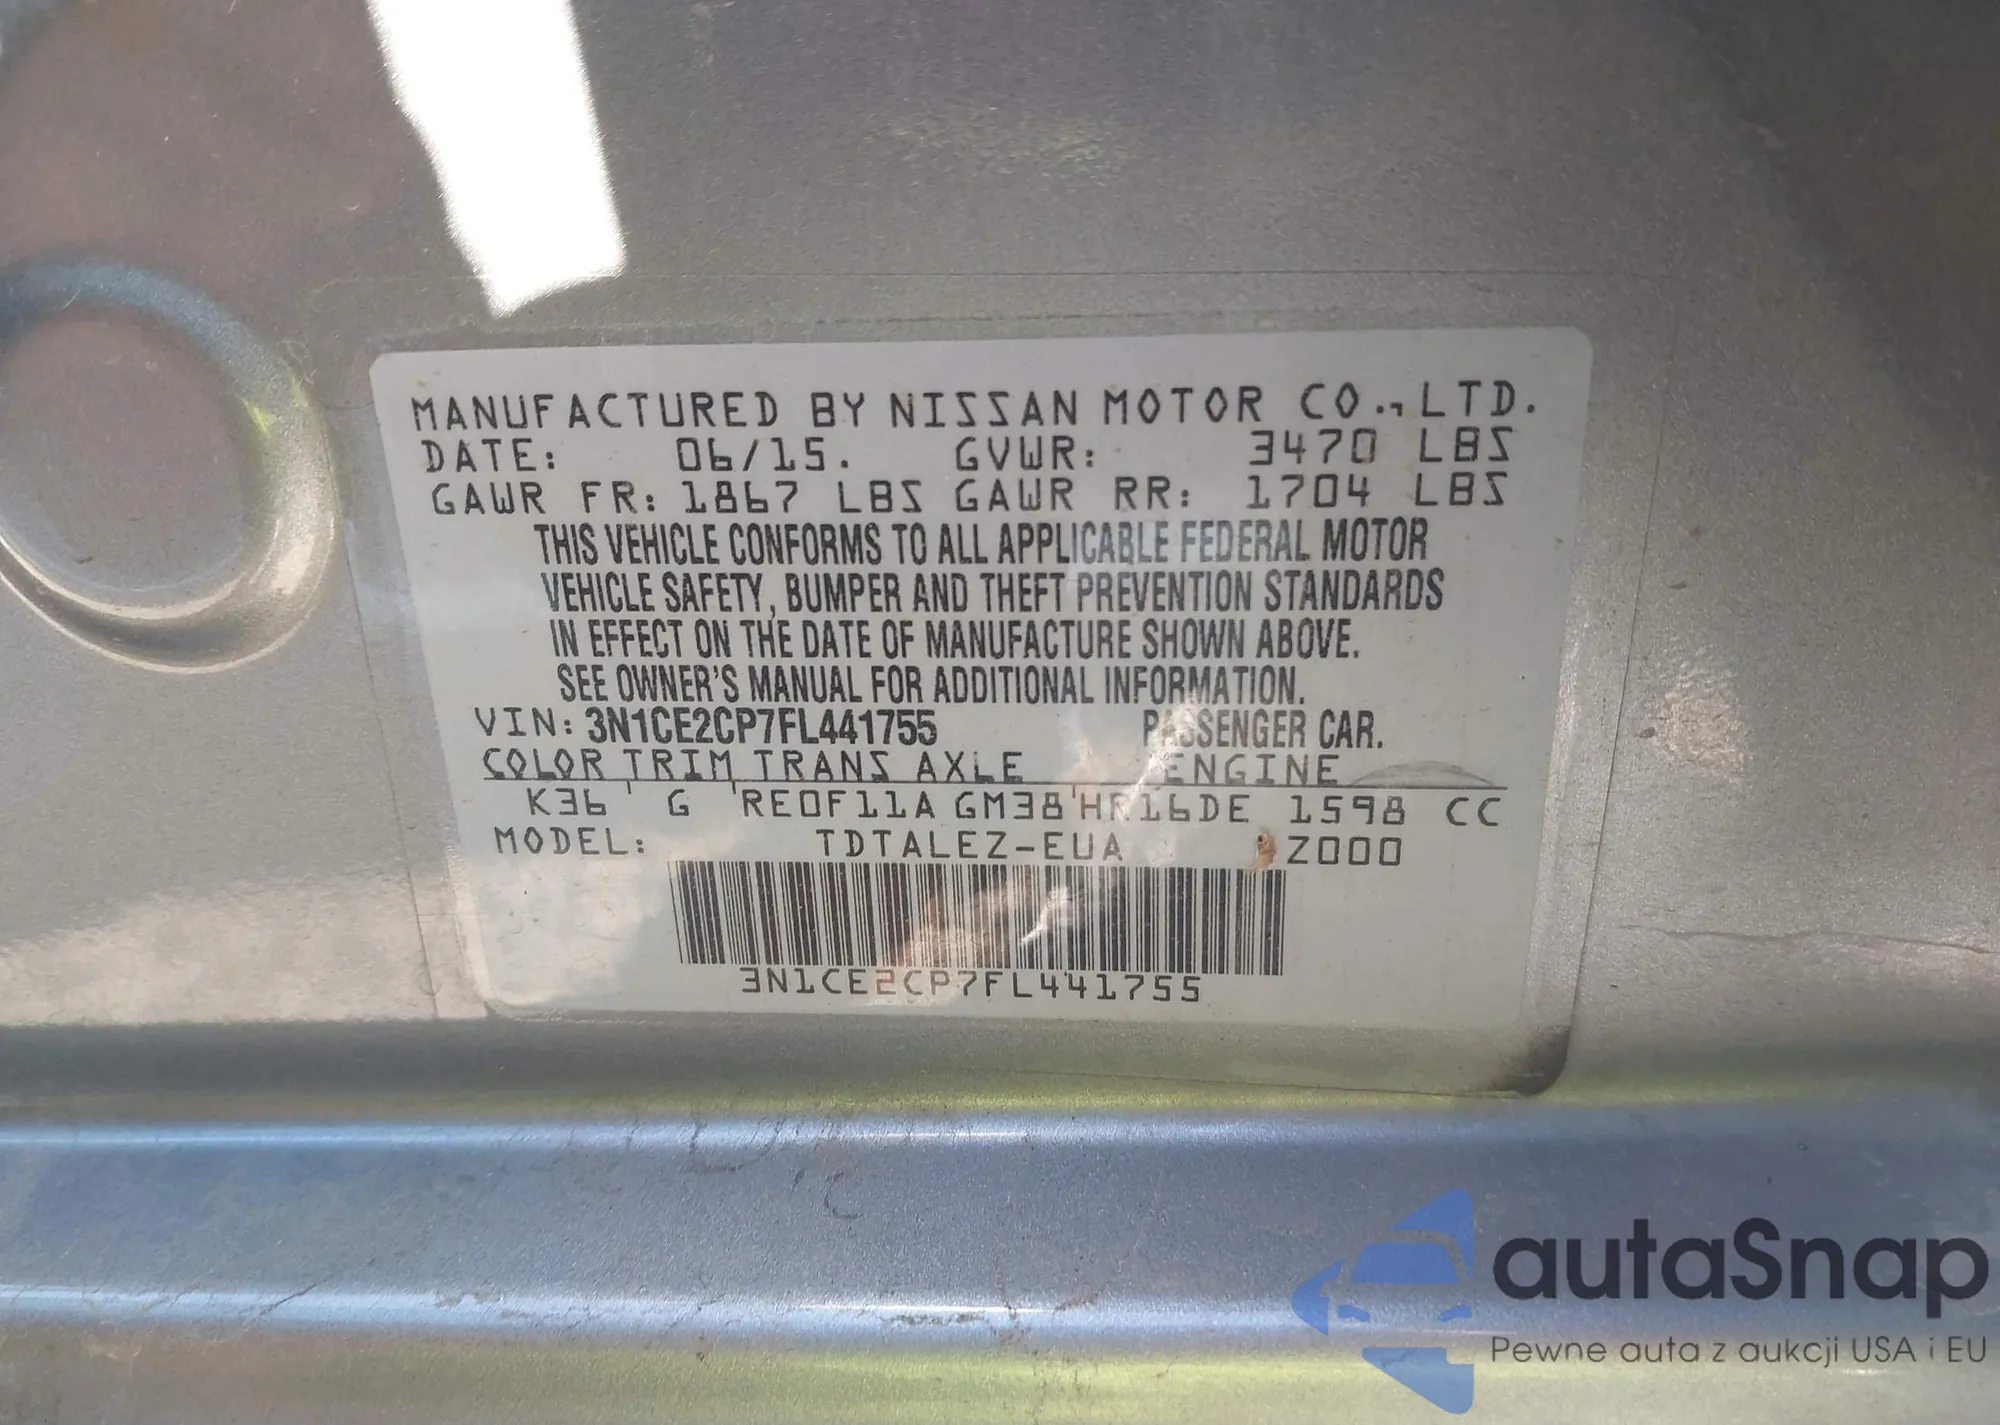 MANUFACTURED BY NISSAN MOTOR CO., LTD.
DATE: 06/15. GVWR: 3470 LBS
GAWR FR: 1867 LBS GAWR RR: 1704 LBS
THIS VEHICLE CONFORMS TO ALL APPLICABLE FEDERAL MOTOR
VEHICLE SAFETY, BUMPER AND THEFT PREVENTION STANDARDS
IN EFFECT ON THE DATE OF MANUFACTURE SHOWN ABOVE.
SEE OWNER'S MANUAL FOR ADDITIONAL INFORMATION.
VIN: 3N1CE2CP7FL441755 PASSENGER CAR.
COLOR TRIM TRANS AXLE ENGINE
K36 G RE0F11A GM38 HR16DE 1598 CC
MODEL: TDTALEZ-EUA Z000
3N1CE2CP7FL441755
autaSnap
Pewne auta z aukcji USA i EU